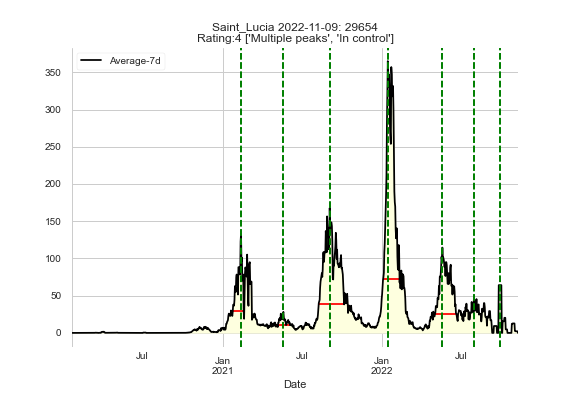 Saint_Lucia 2022-11-09: 29654
Rating:4 ['Multiple peaks', 'In control']
Average-7d
350
300
250
200
150
100
50
0
Jul
Jan
2021
Jul
Jan
2022
Jul
Date